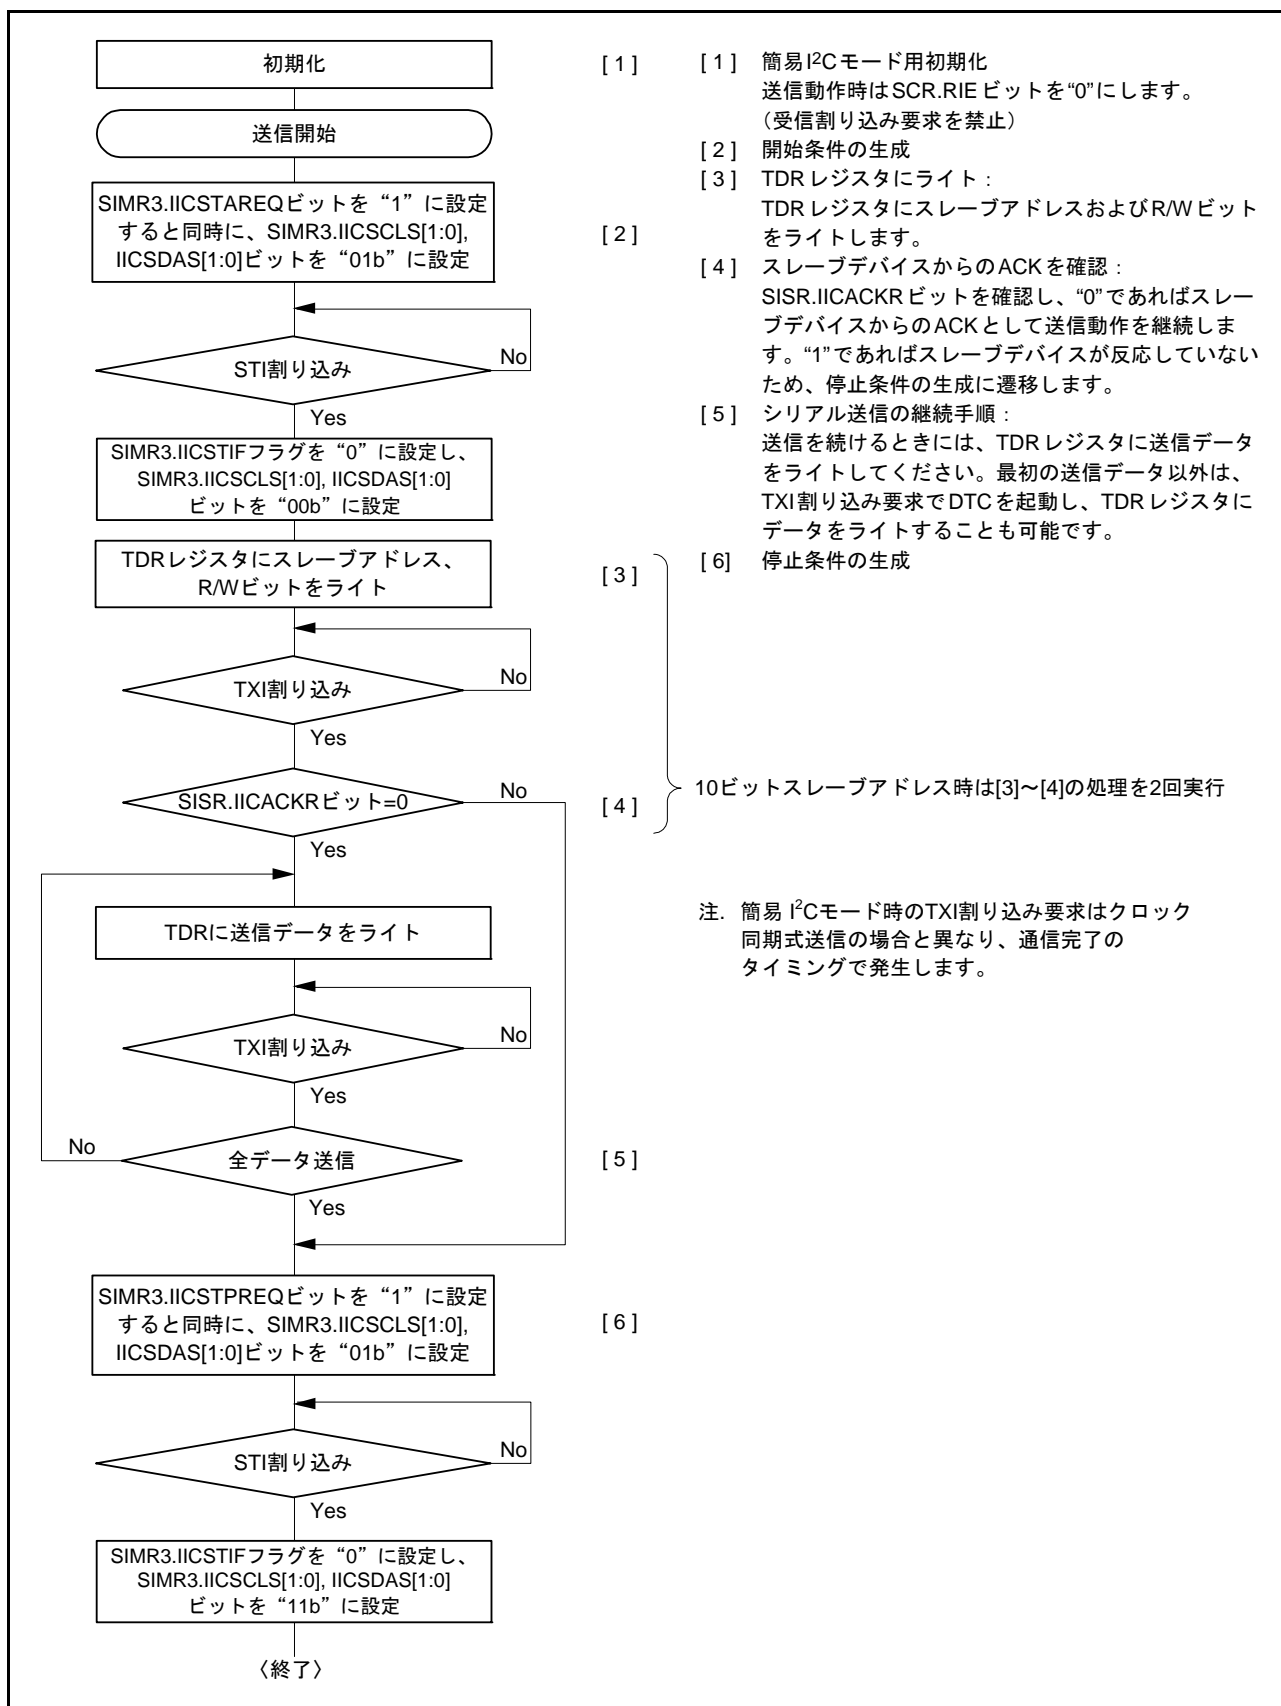 初期化
[ 1 ]
送信開始
SIMR3.IICSTAREQビットを“1”に設定
すると同時に、SIMR3.IICSCLS[1:0],
IICSDAS[1:0]ビットを“01b”に設定
[ 2 ]
STI割り込み
No
Yes
SIMR3.IICSTIFフラグを“0”に設定し、
SIMR3.IICSCLS[1:0], IICSDAS[1:0]
ビットを“00b”に設定
TDRレジスタにスレーブアドレス、
R/Wビットをライト
[ 3 ]
TXI割り込み
No
Yes
SISR.IICACKRビット=0
No
[ 4 ]
Yes
TDRに送信データをライト
TXI割り込み
No
Yes
全データ送信
No
[ 5 ]
Yes
SIMR3.IICSTPREQビットを“1”に設定
すると同時に、SIMR3.IICSCLS[1:0],
IICSDAS[1:0]ビットを“01b”に設定
[ 6 ]
STI割り込み
No
Yes
SIMR3.IICSTIFフラグを“0”に設定し、
SIMR3.IICSCLS[1:0], IICSDAS[1:0]
ビットを“11b”に設定
〈終了〉
[ 1 ] 簡易I²Cモード用初期化
送信動作時はSCR.RIEビットを“0”にします。
（受信割り込み要求を禁止）
[ 2 ] 開始条件の生成
[ 3 ] TDRレジスタにライト：
TDRレジスタにスレーブアドレスおよびR/Wビット
をライトします。
[ 4 ] スレーブデバイスからのACKを確認：
SISR.IICACKRビットを確認し、“0”であればスレー
ブデバイスからのACKとして送信動作を継続しま
す。“1”であればスレーブデバイスが反応していない
ため、停止条件の生成に遷移します。
[ 5 ] シリアル送信の継続手順：
送信を続けるときには、TDRレジスタに送信データ
をライトしてください。最初の送信データ以外は、
TXI割り込み要求でDTCを起動し、TDRレジスタに
データをライトすることも可能です。
[ 6] 停止条件の生成
10ビットスレーブアドレス時は[3]～[4]の処理を2回実行
注. 簡易 I²Cモード時のTXI割り込み要求はクロック
同期式送信の場合と異なり、通信完了の
タイミングで発生します。